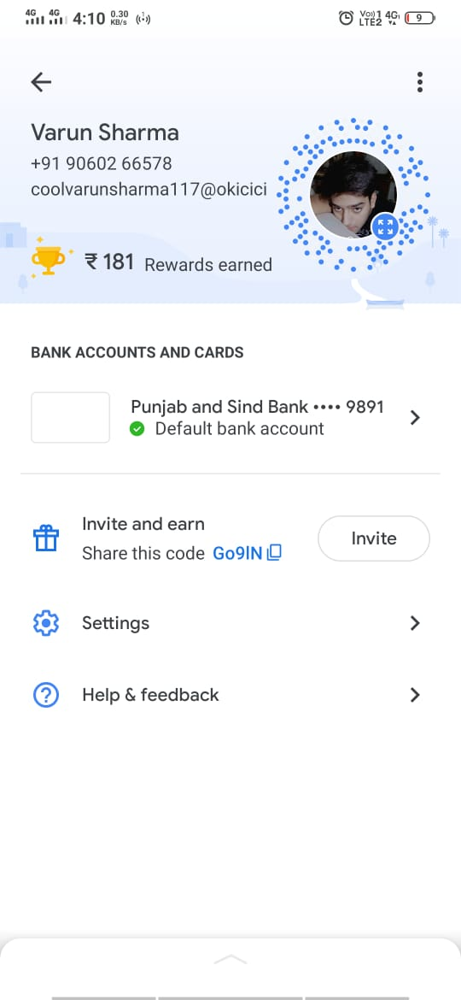 4G 4G 4:10 0.30 KB/s Vo) 1 4G LTE2 9
Varun Sharma
+91 90602 66578
coolvarunsharma117@okicici
₹ 181 Rewards earned
BANK ACCOUNTS AND CARDS
Punjab and Sind Bank •••• 9891
Default bank account
Invite and earn
Share this code Go9lN
Invite
Settings
Help & feedback